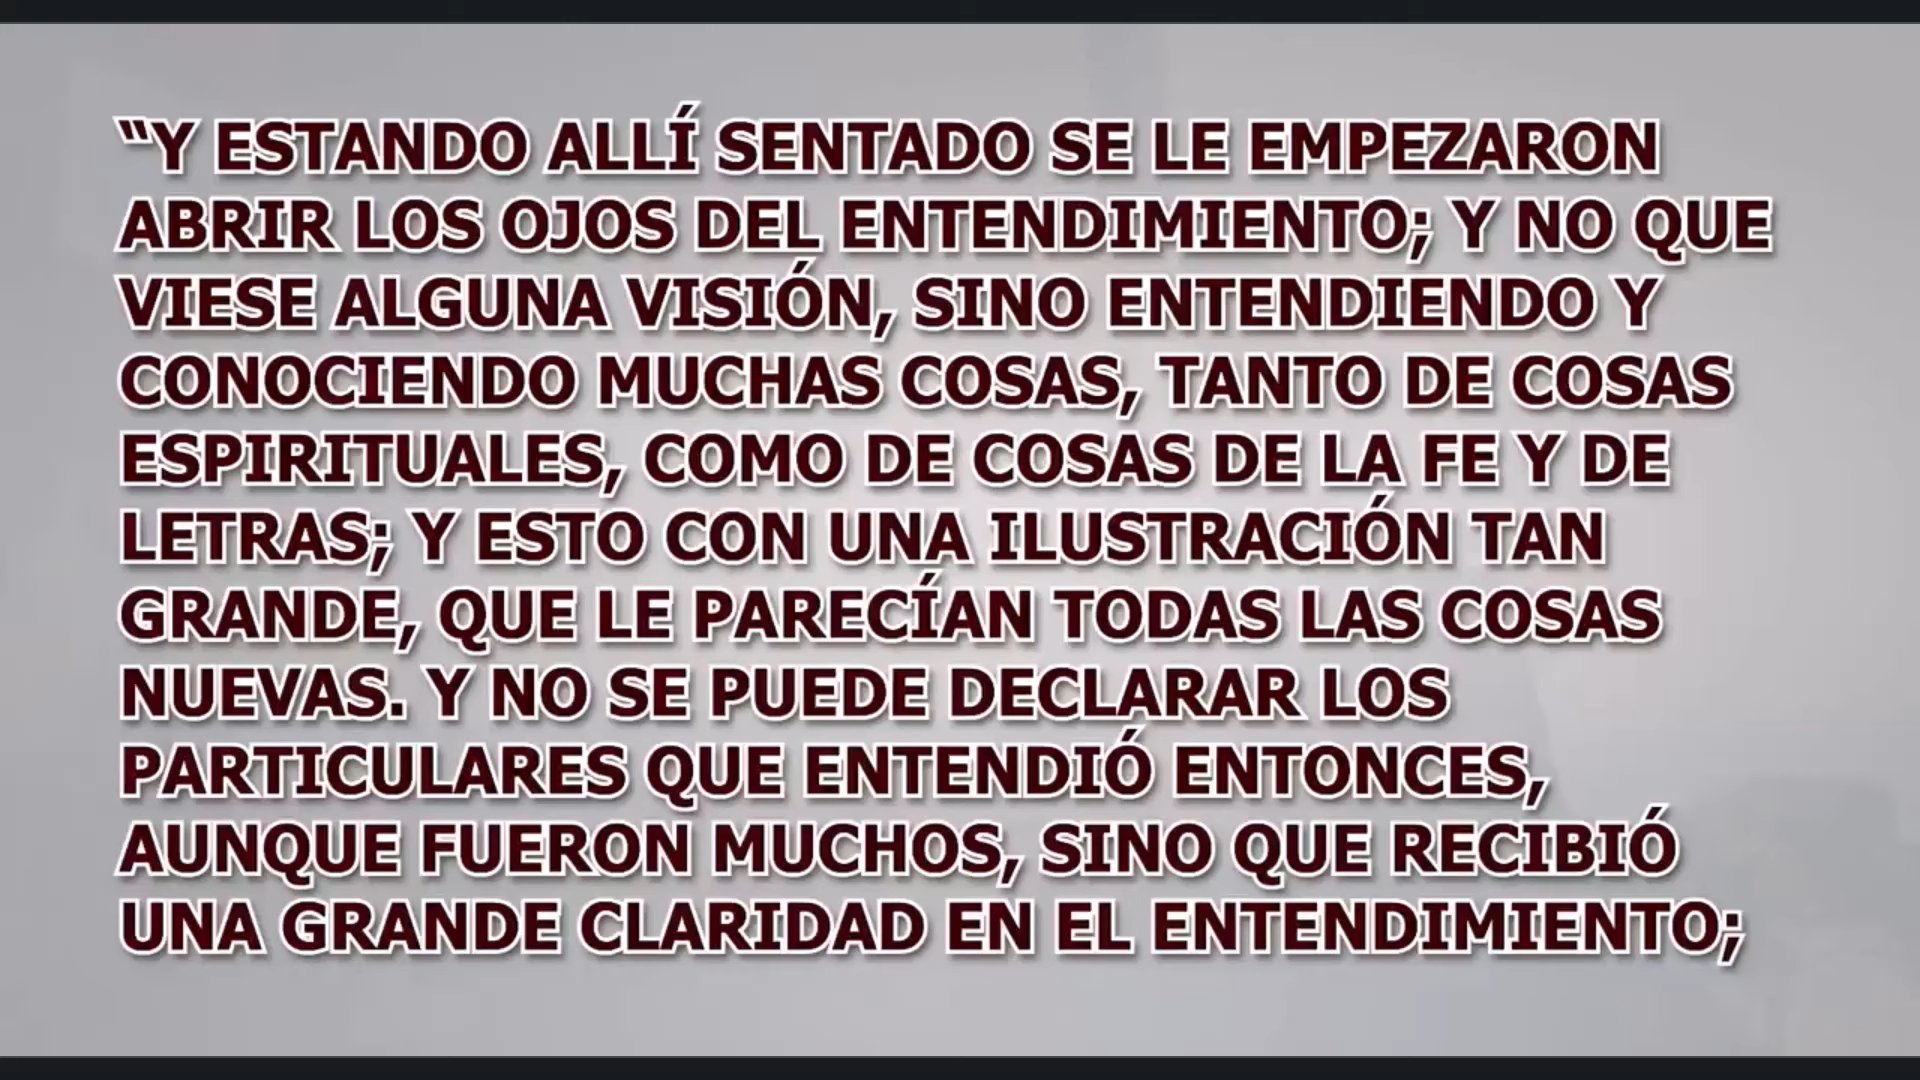 “Y ESTANDO ALLÍ SENTADO SE LE EMPEZARON
ABRIR LOS OJOS DEL ENTENDIMIENTO; Y NO QUE
VIESE ALGUNA VISIÓN, SINO ENTENDIENDO Y
CONOCIENDO MUCHAS COSAS, TANTO DE COSAS
ESPIRITUALES, COMO DE COSAS DE LA FE Y DE
LETRAS; Y ESTO CON UNA ILUSTRACIÓN TAN
GRANDE, QUE LE PARECÍAN TODAS LAS COSAS
NUEVAS. Y NO SE PUEDE DECLARAR LOS
PARTICULARES QUE ENTENDIÓ ENTONCES,
AUNQUE FUERON MUCHOS, SINO QUE RECIBIÓ
UNA GRANDE CLARIDAD EN EL ENTENDIMIENTO;